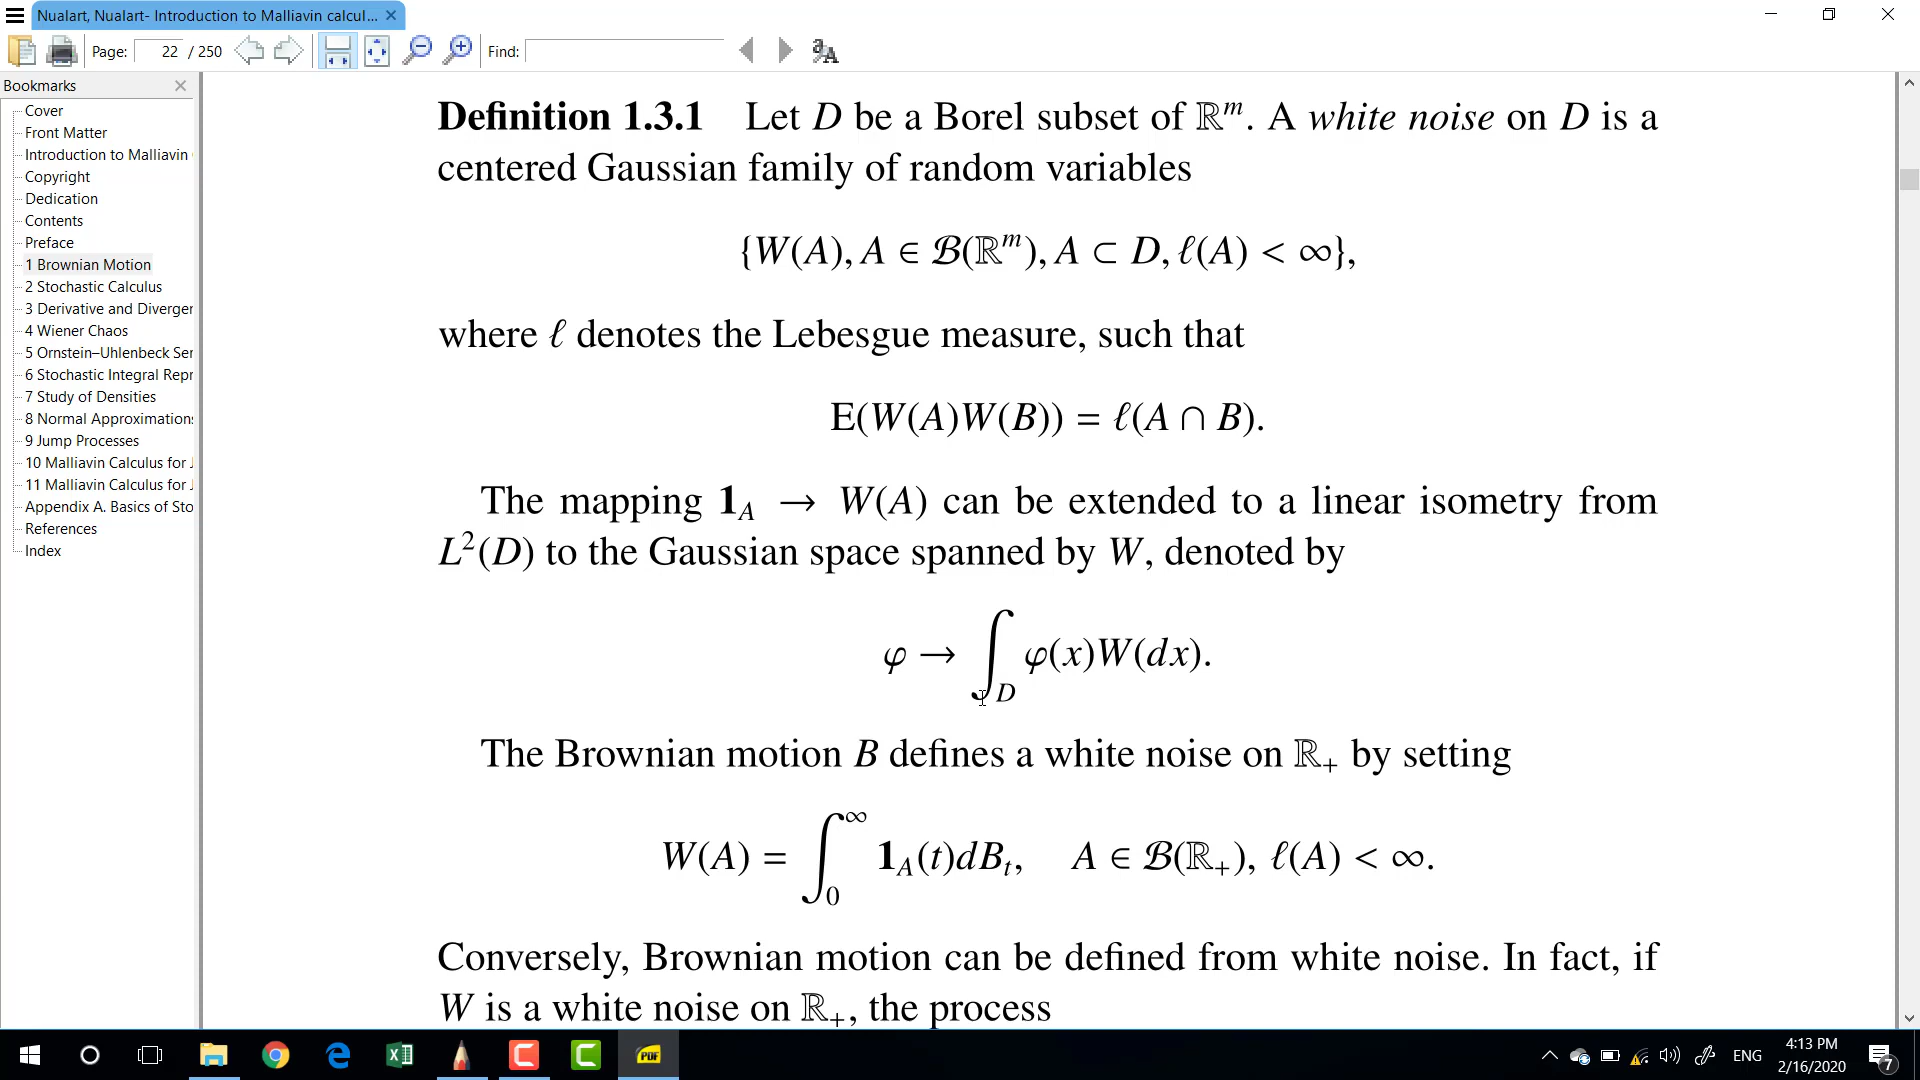 Nualart, Nualart- Introduction to Malliavin calcul...
Page: 22 / 250 Find:
Bookmarks
Cover
Front Matter
Introduction to Malliavin
Copyright
Dedication
Contents
Preface
1 Brownian Motion
2 Stochastic Calculus
3 Derivative and Diverger
4 Wiener Chaos
5 Ornstein–Uhlenbeck Ser
6 Stochastic Integral Repr
7 Study of Densities
8 Normal Approximation:
9 Jump Processes
10 Malliavin Calculus for J
11 Malliavin Calculus for J
Appendix A. Basics of Sto
References
Index
Definition 1.3.1 Let D be a Borel subset of ℝ^m. A white noise on D is a
centered Gaussian family of random variables
{W(A), A ∈ ℬ(ℝ^m), A ⊂ D, ℓ(A) < ∞},
where ℓ denotes the Lebesgue measure, such that
E(W(A)W(B)) = ℓ(A ∩ B).
The mapping 1_A → W(A) can be extended to a linear isometry from
L²(D) to the Gaussian space spanned by W, denoted by
φ → ∫_D φ(x)W(dx).
The Brownian motion B defines a white noise on ℝ₊ by setting
W(A) = ∫_0^∞ 1_A(t)dB_t, A ∈ ℬ(ℝ₊), ℓ(A) < ∞.
Conversely, Brownian motion can be defined from white noise. In fact, if
W is a white noise on ℝ₊, the process
PDF
ENG
4:13 PM
2/16/2020
7